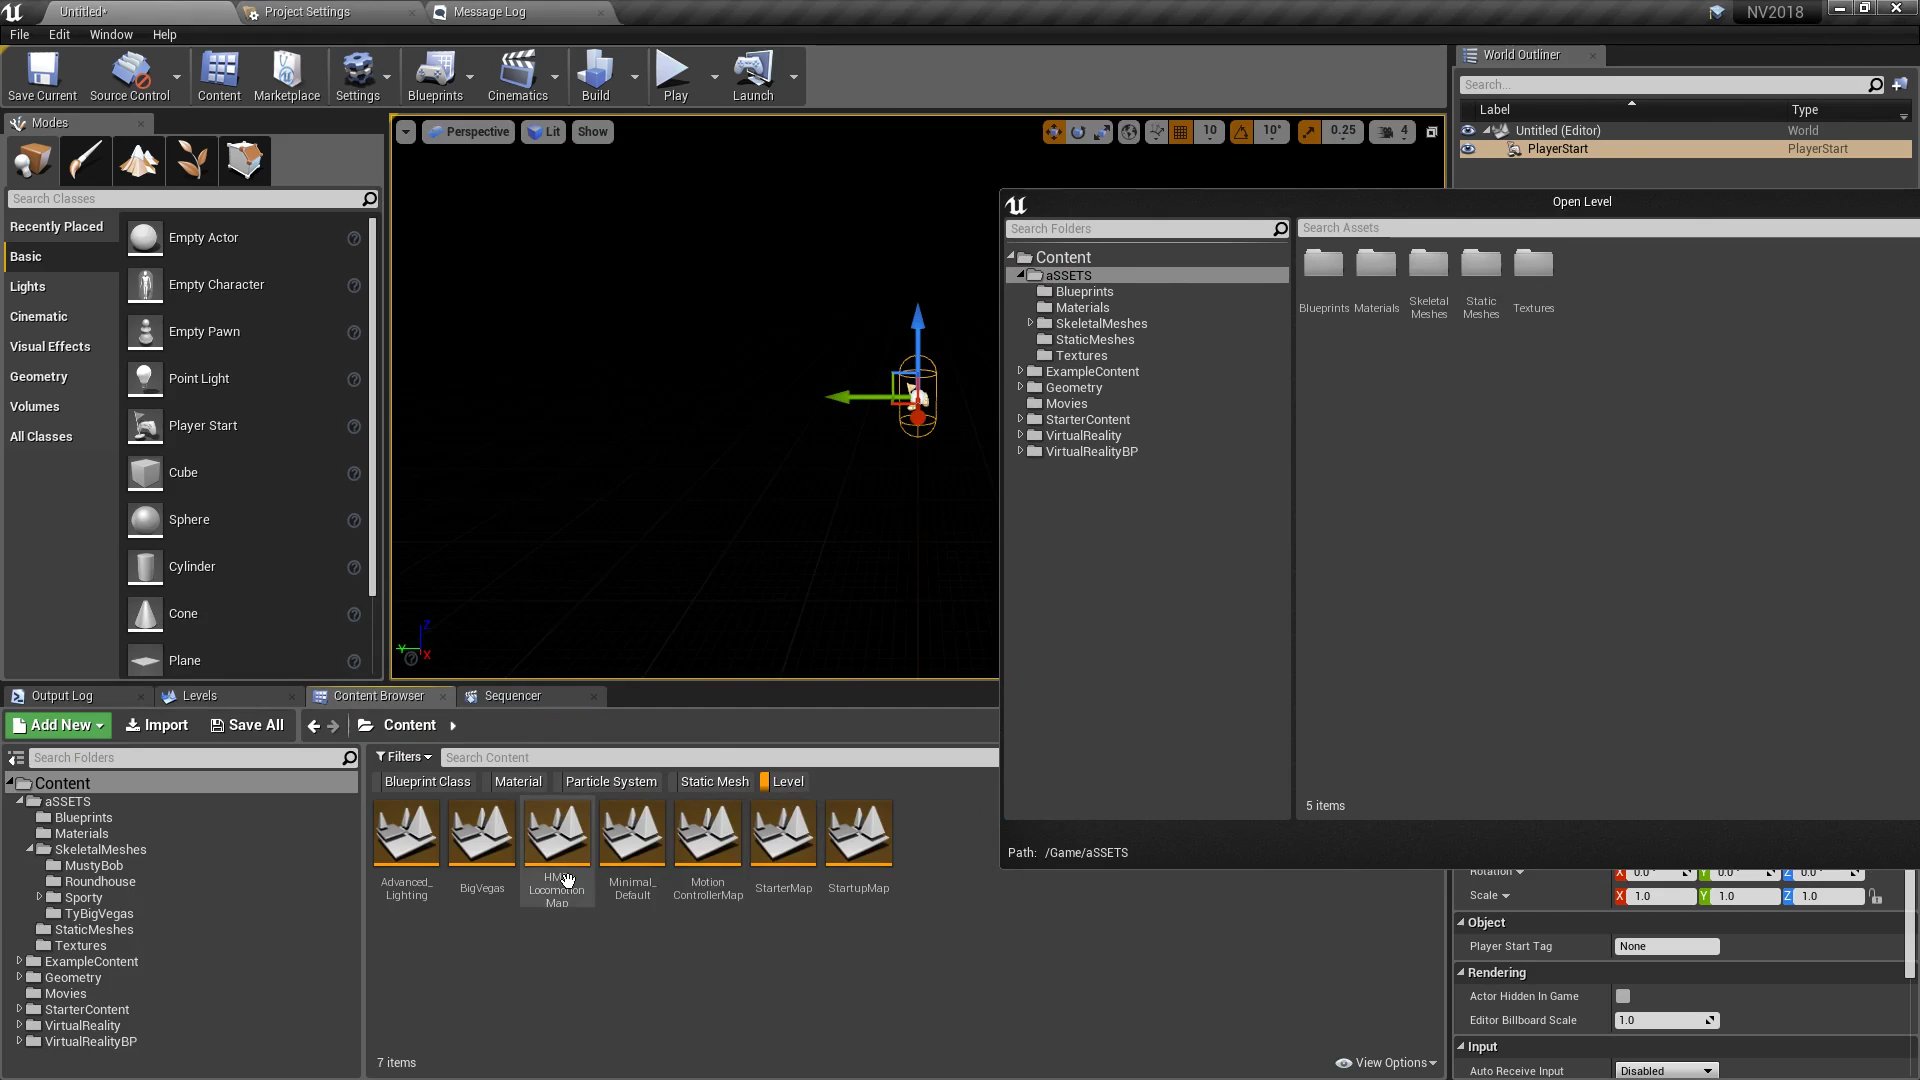 Untitled*
Project Settings
Message Log
NV2018
File Edit Window Help
Save Current
Source Control
Content
Marketplace
Settings
Blueprints
Cinematics
Build
Play
Launch
World Outliner
Search...
Label Type
Untitled (Editor) World
PlayerStart PlayerStart
Modes
Search Classes
Recently Placed
Basic
Lights
Cinematic
Visual Effects
Geometry
Volumes
All Classes
Empty Actor
Empty Character
Empty Pawn
Point Light
Player Start
Cube
Sphere
Cylinder
Cone
Plane
Perspective
Lit
Show
10
10°
0.25
4
Z
Y
X
Open Level
Search Folders
Search Assets
Content
aSSETS
Blueprints
Materials
SkeletalMeshes
StaticMeshes
Textures
ExampleContent
Geometry
Movies
StarterContent
VirtualReality
VirtualRealityBP
Blueprints
Materials
Skeletal
Meshes
Static
Meshes
Textures
5 items
Path: /Game/aSSETS
Output Log
Levels
Content Browser
Sequencer
Add New
Import
Save All
Content
Search Folders
Content
aSSETS
Blueprints
Materials
SkeletalMeshes
MustyBob
Roundhouse
Sporty
TyBigVegas
StaticMeshes
Textures
ExampleContent
Geometry
Movies
StarterContent
VirtualReality
VirtualRealityBP
Filters
Search Content
Blueprint Class
Material
Particle System
Static Mesh
Level
Advanced_
Lighting
BigVegas
Locomotion
Map
Minimal_
Default
Motion
ControllerMap
StarterMap
StartupMap
7 items
View Options
Rotation X 0.0° Y 0.0° Z 0.0°
Scale X 1.0 Y 1.0 Z 1.0
Object
Player Start Tag None
Rendering
Actor Hidden In Game
Editor Billboard Scale 1.0
Input
Auto Receive Input Disabled